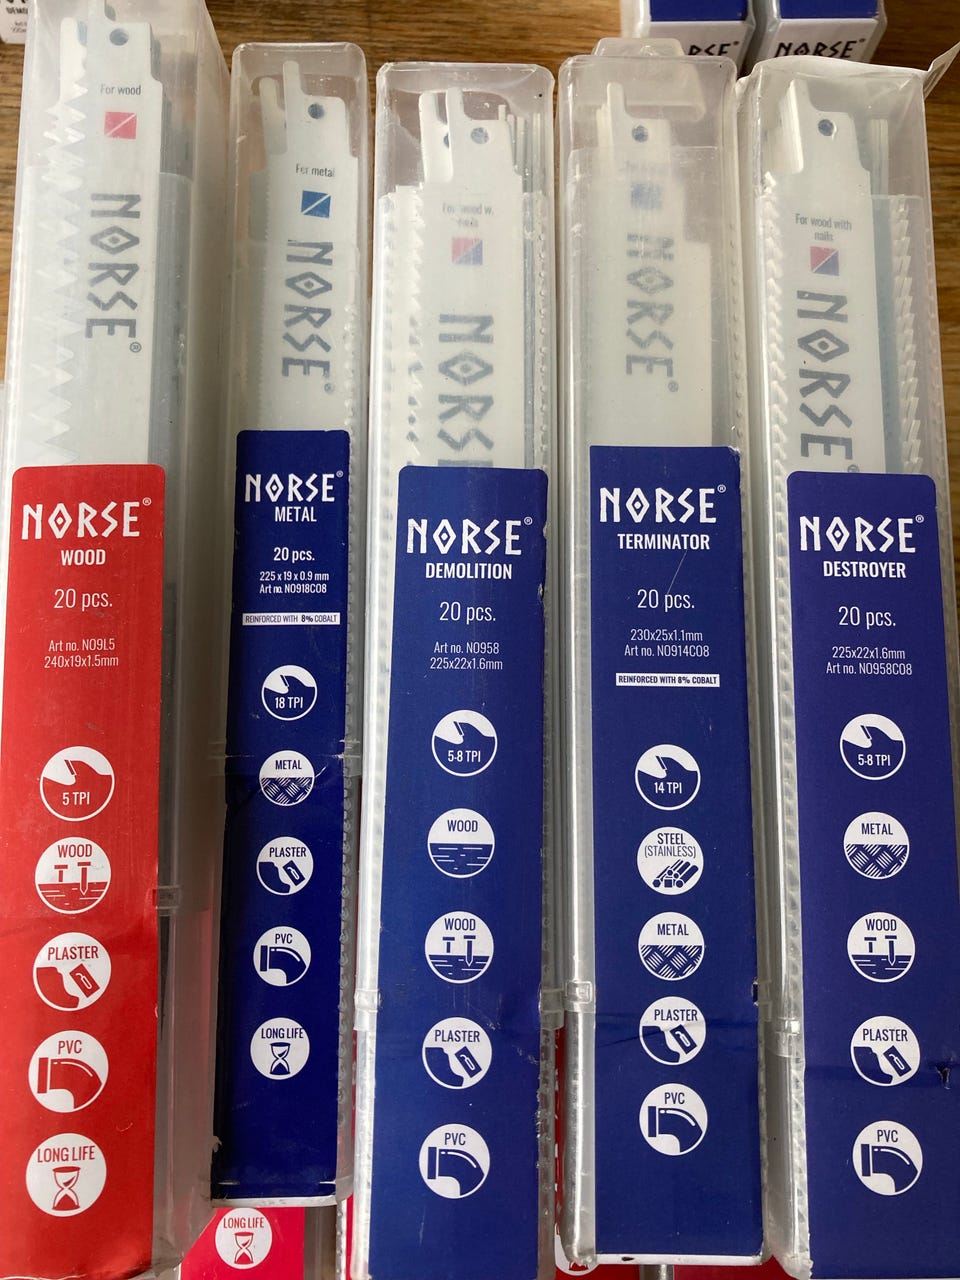 NORSE®
NORSE®
For wood
NORSE®
NORSE®
WOOD
20 pcs.
Art no. NO9L5
240x19x1.5mm
5 TPI
WOOD
PLASTER
PVC
LONG LIFE
For metal
NORSE®
NORSE®
METAL
20 pcs.
225 x 19 x 0.9 mm
Art no. NO918CO8
REINFORCED WITH 8% COBALT
18 TPI
METAL
PLASTER
PVC
LONG LIFE
LONG LIFE
For wood w.
nails
NORSE
NORSE®
DEMOLITION
20 pcs.
Art no. NO958
225x22x1.6mm
5-8 TPI
WOOD
WOOD
PLASTER
PVC
NORSE®
NORSE®
TERMINATOR
20 pcs.
230x25x1.1mm
Art no. NO914CO8
REINFORCED WITH 8% COBALT
14 TPI
STEEL
(STAINLESS)
METAL
PLASTER
PVC
For wood with
nails
NORSE®
NORSE®
DESTROYER
20 pcs.
225x22x1.6mm
Art no. NO958CO8
5-8 TPI
METAL
WOOD
PLASTER
PVC